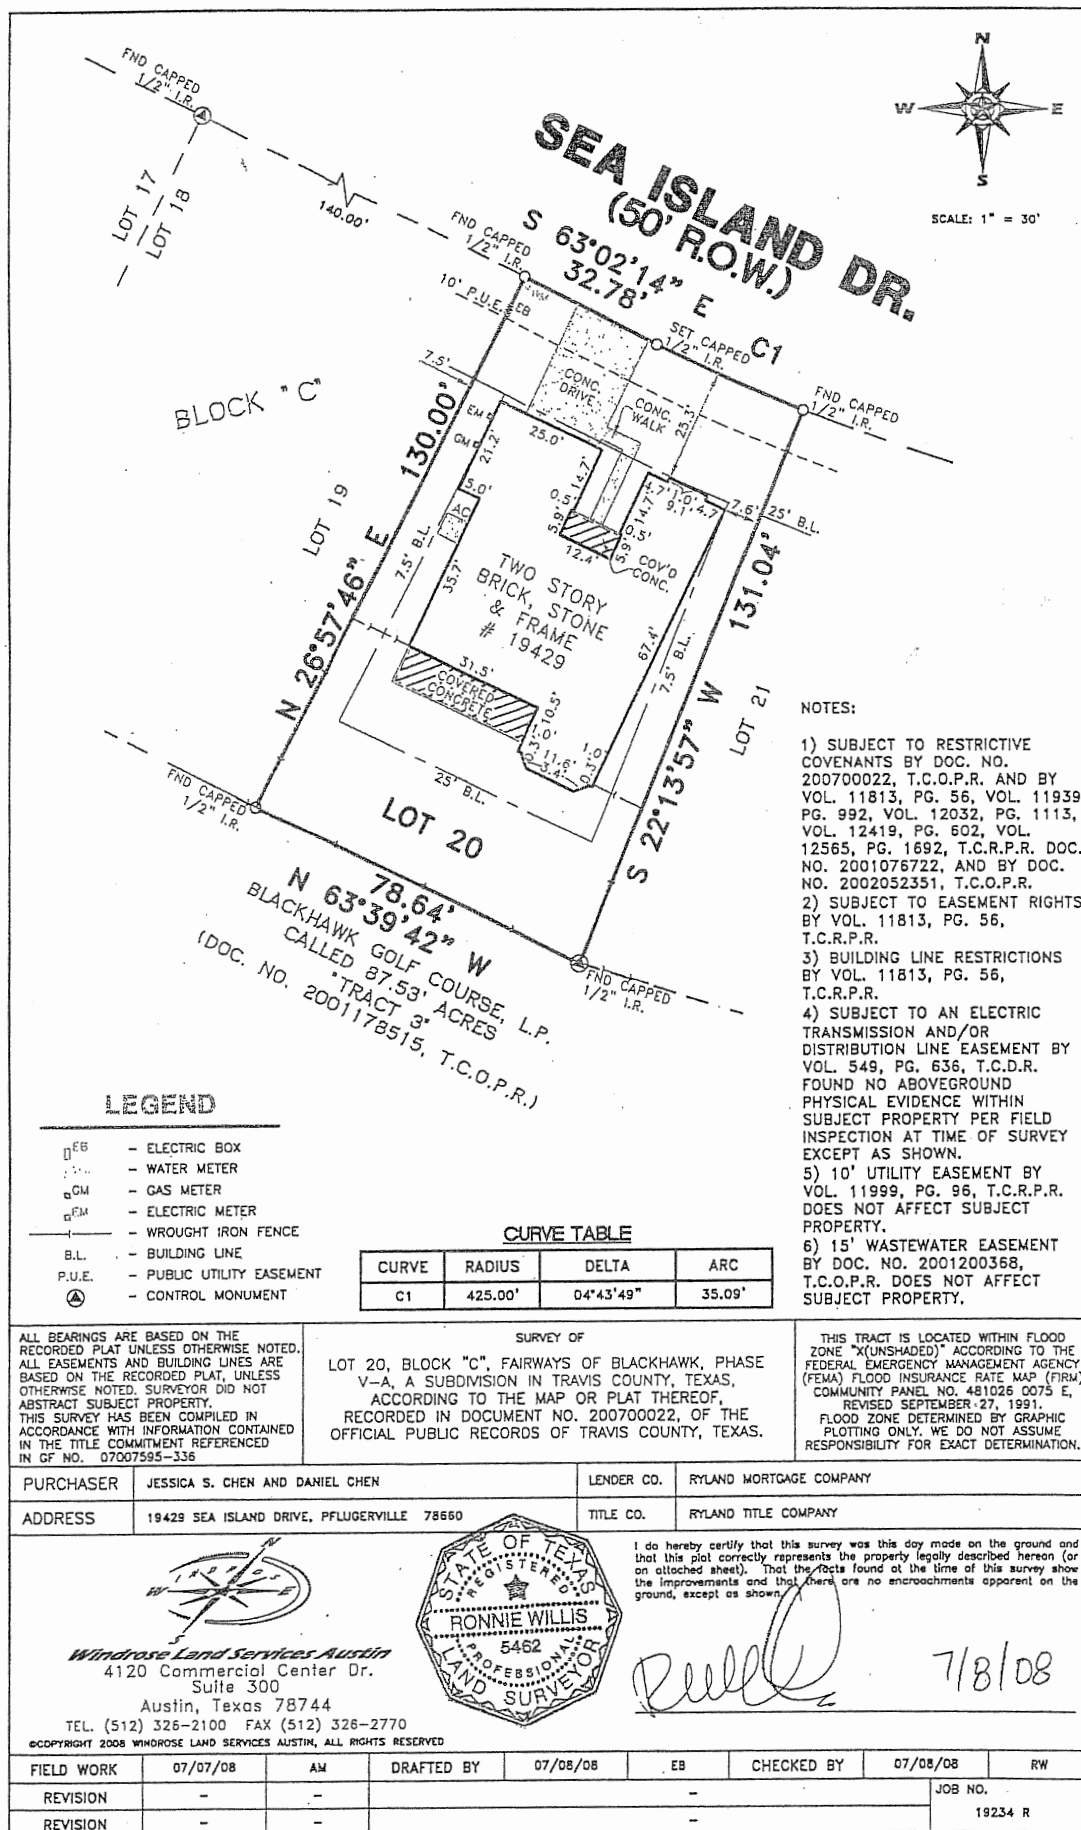 N
W
E
S
SCALE: 1" = 30'
FND CAPPED
1/2" I.R.
LOT 17
LOT 18
140.00'
SEA ISLAND DR.
(50' R.O.W.)
FND CAPPED
1/2" I.R.
S 63°02'14" E
32.78'
SET CAPPED
1/2" I.R.
C1
FND CAPPED
1/2" I.R.
10' P.U.E.
WM
EB
7.5'
BLOCK "C"
CONC.
DRIVE
CONC.
WALK
25.3'
130.00'
N 26°57'46" E
LOT 19
7.5' B.L.
EM
GM
21.2'
25.0'
5.0'
AC
35.7'
14.7'
0.5'
5.9'
12.4'
4.7'
1.0'
4.7'
9.1'
14.7'
0.5'
5.9'
COV'D
CONC.
7.6'
25' B.L.
TWO STORY
BRICK, STONE
& FRAME
# 19429
67.4'
7.5' B.L.
131.04'
S 22°13'57" W
LOT 21
31.5'
COVERED
CONCRETE
10.5'
1.0'
0.3'
11.6'
3.4'
1.0'
0.3'
25' B.L.
LOT 20
FND CAPPED
1/2" I.R.
78.64'
N 63°39'42" W
FND CAPPED
1/2" I.R.
BLACKHAWK GOLF COURSE, L.P.
CALLED 87.53' ACRES
"TRACT 3"
(DOC. NO. 2001178515, T.C.O.P.R.)
NOTES:
1) SUBJECT TO RESTRICTIVE
COVENANTS BY DOC. NO.
200700022, T.C.O.P.R. AND BY
VOL. 11813, PG. 56, VOL. 11939
PG. 992, VOL. 12032, PG. 1113,
VOL. 12419, PG. 602, VOL.
12565, PG. 1692, T.C.R.P.R. DOC.
NO. 2001076722, AND BY DOC.
NO. 2002052351, T.C.O.P.R.
2) SUBJECT TO EASEMENT RIGHTS
BY VOL. 11813, PG. 56,
T.C.R.P.R.
3) BUILDING LINE RESTRICTIONS
BY VOL. 11813, PG. 56,
T.C.R.P.R.
4) SUBJECT TO AN ELECTRIC
TRANSMISSION AND/OR
DISTRIBUTION LINE EASEMENT BY
VOL. 549, PG. 636, T.C.D.R.
FOUND NO ABOVEGROUND
PHYSICAL EVIDENCE WITHIN
SUBJECT PROPERTY PER FIELD
INSPECTION AT TIME OF SURVEY
EXCEPT AS SHOWN.
5) 10' UTILITY EASEMENT BY
VOL. 11999, PG. 96, T.C.R.P.R.
DOES NOT AFFECT SUBJECT
PROPERTY.
6) 15' WASTEWATER EASEMENT
BY DOC. NO. 2001200368,
T.C.O.P.R. DOES NOT AFFECT
SUBJECT PROPERTY.
LEGEND
EB - ELECTRIC BOX
- WATER METER
GM - GAS METER
EM - ELECTRIC METER
- WROUGHT IRON FENCE
B.L. - BUILDING LINE
P.U.E. - PUBLIC UTILITY EASEMENT
- CONTROL MONUMENT
CURVE TABLE
CURVE RADIUS DELTA ARC
C1 425.00' 04°43'49" 35.09'
ALL BEARINGS ARE BASED ON THE
RECORDED PLAT UNLESS OTHERWISE NOTED.
ALL EASEMENTS AND BUILDING LINES ARE
BASED ON THE RECORDED PLAT, UNLESS
OTHERWISE NOTED. SURVEYOR DID NOT
ABSTRACT SUBJECT PROPERTY.
THIS SURVEY HAS BEEN COMPILED IN
ACCORDANCE WITH INFORMATION CONTAINED
IN THE TITLE COMMITMENT REFERENCED
IN GF NO. 07007595-336
SURVEY OF
LOT 20, BLOCK "C", FAIRWAYS OF BLACKHAWK, PHASE
V-A, A SUBDIVISION IN TRAVIS COUNTY, TEXAS,
ACCORDING TO THE MAP OR PLAT THEREOF,
RECORDED IN DOCUMENT NO. 200700022, OF THE
OFFICIAL PUBLIC RECORDS OF TRAVIS COUNTY, TEXAS.
THIS TRACT IS LOCATED WITHIN FLOOD
ZONE "X(UNSHADED)" ACCORDING TO THE
FEDERAL EMERGENCY MANAGEMENT AGENCY
(FEMA) FLOOD INSURANCE RATE MAP (FIRM)
COMMUNITY PANEL NO. 481026 0075 E,
REVISED SEPTEMBER 27, 1991.
FLOOD ZONE DETERMINED BY GRAPHIC
PLOTTING ONLY. WE DO NOT ASSUME
RESPONSIBILITY FOR EXACT DETERMINATION.
PURCHASER JESSICA S. CHEN AND DANIEL CHEN LENDER CO. RYLAND MORTGAGE COMPANY
ADDRESS 19429 SEA ISLAND DRIVE, PFLUGERVILLE 78660 TITLE CO. RYLAND TITLE COMPANY
N
W
E
S
WINDROSE
Windrose Land Services Austin
4120 Commercial Center Dr.
Suite 300
Austin, Texas 78744
TEL. (512) 326-2100 FAX (512) 326-2770
©COPYRIGHT 2008 WINDROSE LAND SERVICES AUSTIN, ALL RIGHTS RESERVED
STATE OF TEXAS
REGISTERED
RONNIE WILLIS
5462
PROFESSIONAL
LAND SURVEYOR
I do hereby certify that this survey was this day made on the ground and
that this plat correctly represents the property legally described hereon (or
on attached sheet). That the facts found at the time of this survey show
the improvements and that there are no encroachments apparent on the
ground, except as shown.
7/8/08
FIELD WORK 07/07/08 AM DRAFTED BY 07/08/08 EB CHECKED BY 07/08/08 RW
REVISION - - -
JOB NO.
19234 R
REVISION - - -